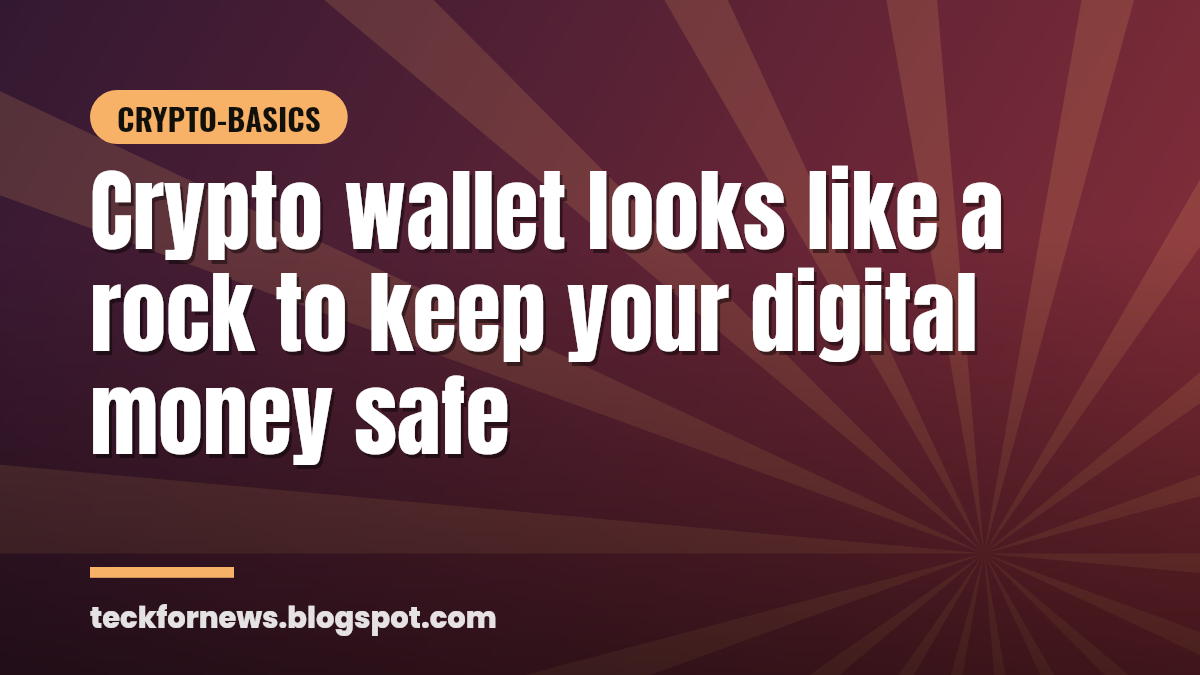 CRYPTO-BASICS
Crypto wallet looks like a
rock to keep your digital
money safe
teckfornews.blogspot.com